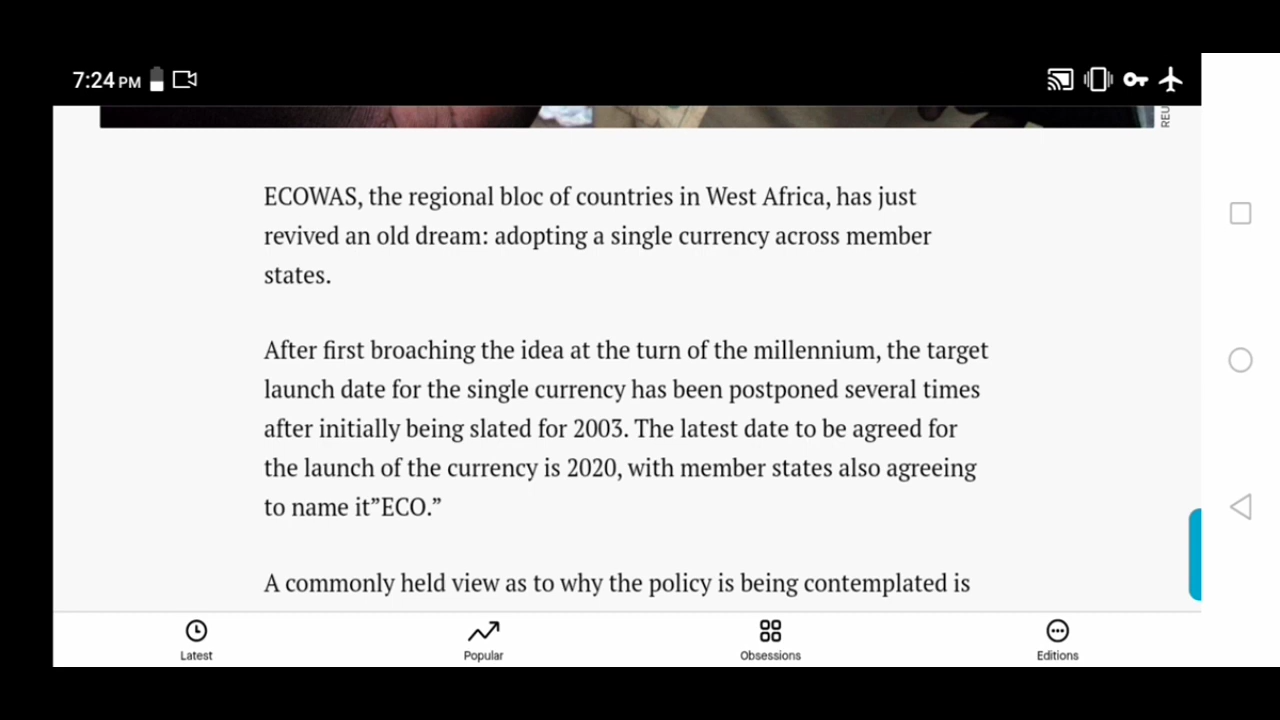 7:24 PM
REU
ECOWAS, the regional bloc of countries in West Africa, has just
revived an old dream: adopting a single currency across member
states.
After first broaching the idea at the turn of the millennium, the target
launch date for the single currency has been postponed several times
after initially being slated for 2003. The latest date to be agreed for
the launch of the currency is 2020, with member states also agreeing
to name it”ECO.”
A commonly held view as to why the policy is being contemplated is
Latest
Popular
Obsessions
Editions